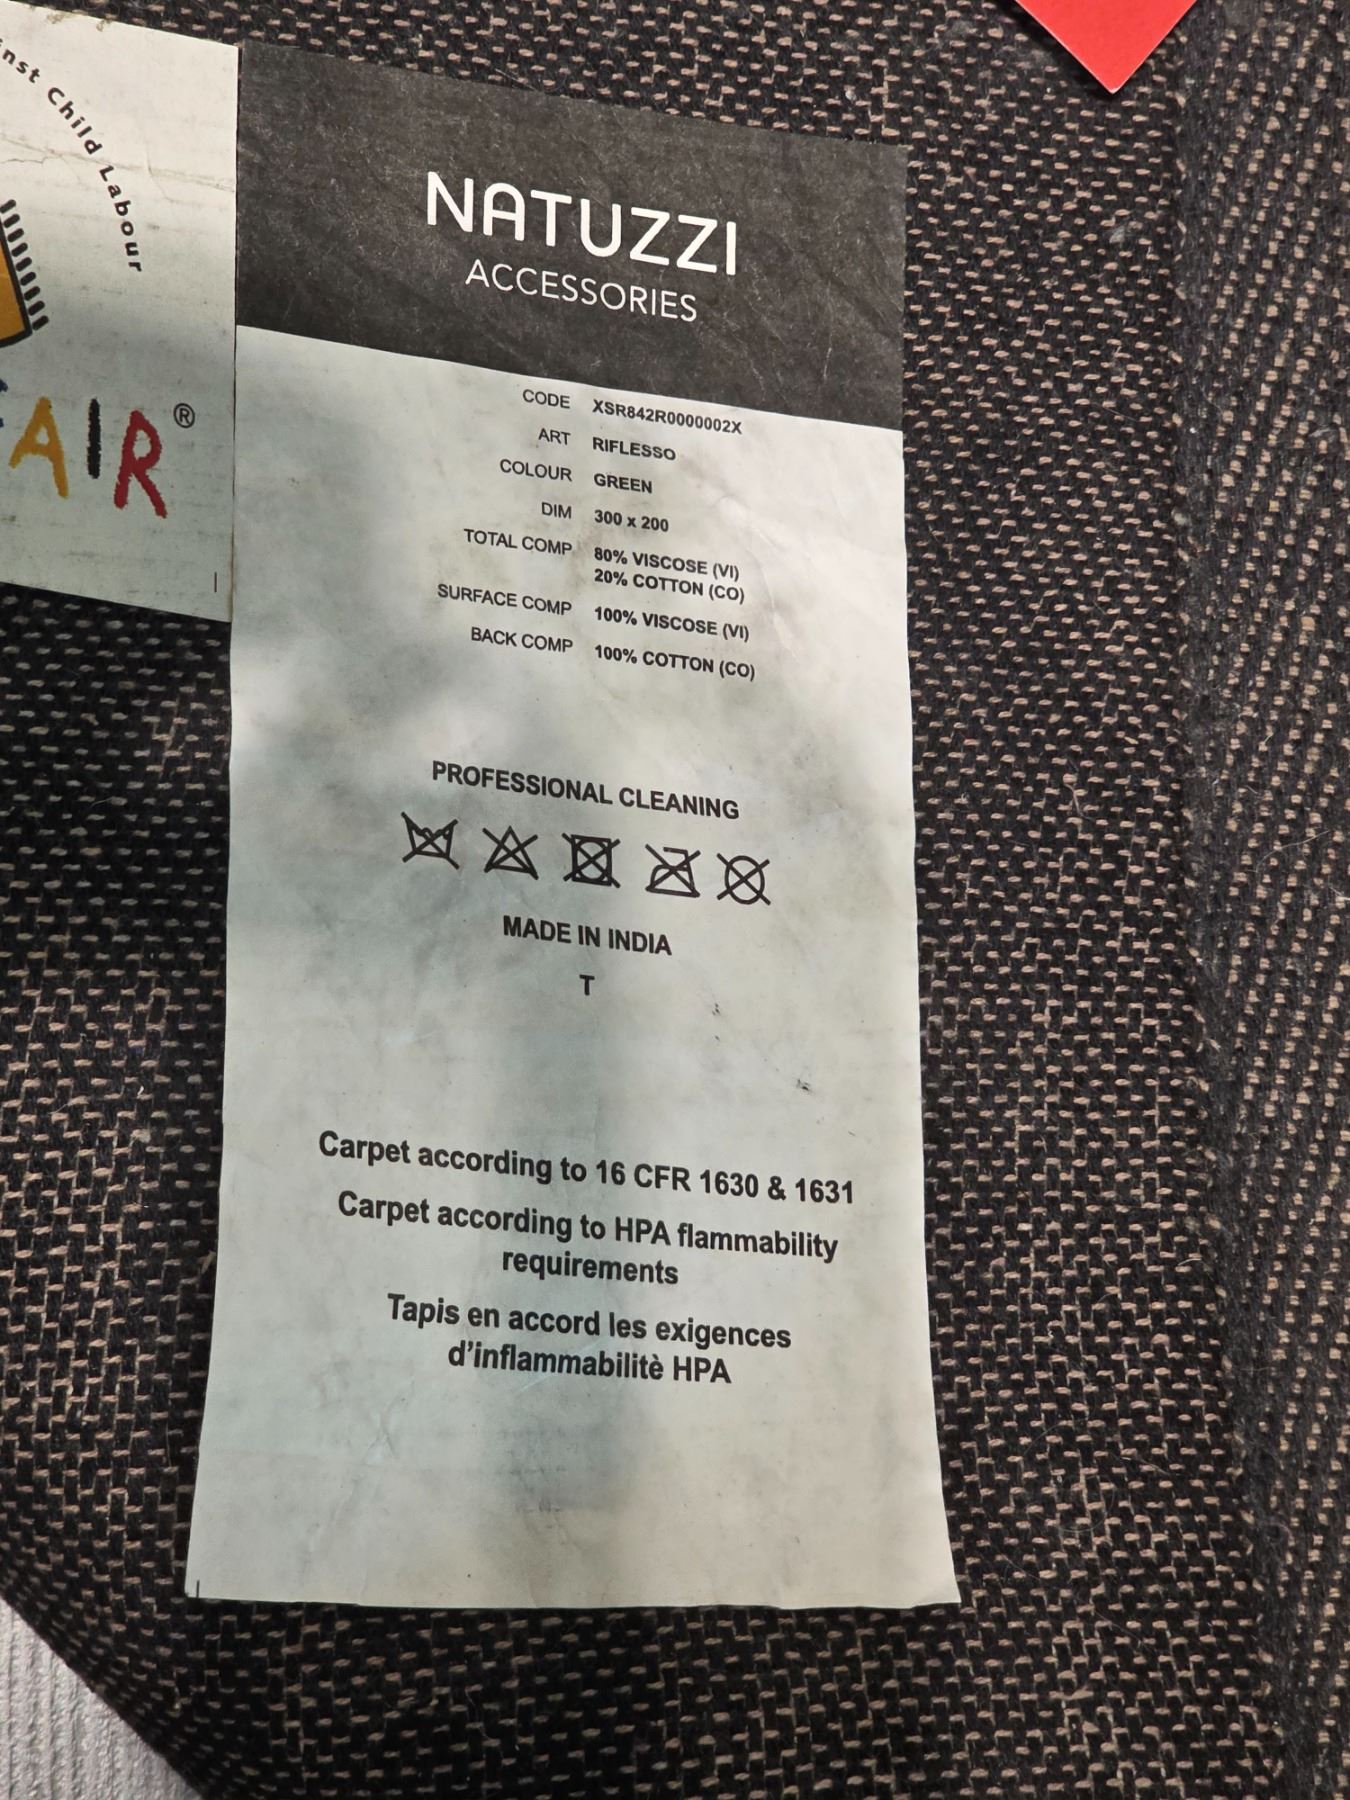 Child Labour
AIR®
NATUZZI
ACCESSORIES
CODE XSR842R0000002X
ART RIFLESSO
COLOUR GREEN
DIM 300 x 200
TOTAL COMP 80% VISCOSE (VI)
20% COTTON (CO)
SURFACE COMP 100% VISCOSE (VI)
BACK COMP 100% COTTON (CO)
PROFESSIONAL CLEANING
MADE IN INDIA
T
Carpet according to 16 CFR 1630 & 1631
Carpet according to HPA flammability
requirements
Tapis en accord les exigences
d'inflammabilitè HPA